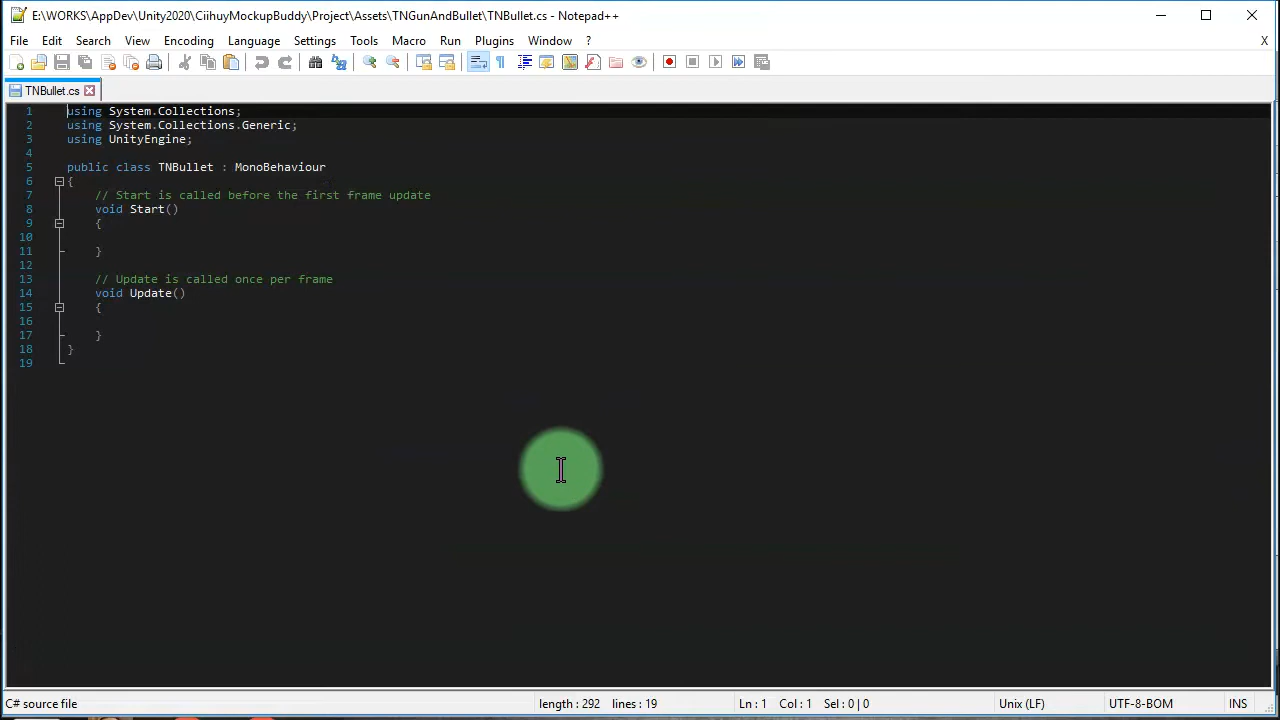 E:\WORKS\AppDev\Unity2020\CiihuyMockupBuddy\Project\Assets\TNGunAndBullet\TNBullet.cs - Notepad++
File Edit Search View Encoding Language Settings Tools Macro Run Plugins Window ? X
TNBullet.cs
1 using System.Collections;
2 using System.Collections.Generic;
3 using UnityEngine;
4
5 public class TNBullet : MonoBehaviour
6 {
7 // Start is called before the first frame update
8 void Start()
9 {
10
11 }
12
13 // Update is called once per frame
14 void Update()
15 {
16
17 }
18 }
19
C# source file length : 292 lines : 19 Ln : 1 Col : 1 Sel : 0 | 0 Unix (LF) UTF-8-BOM INS